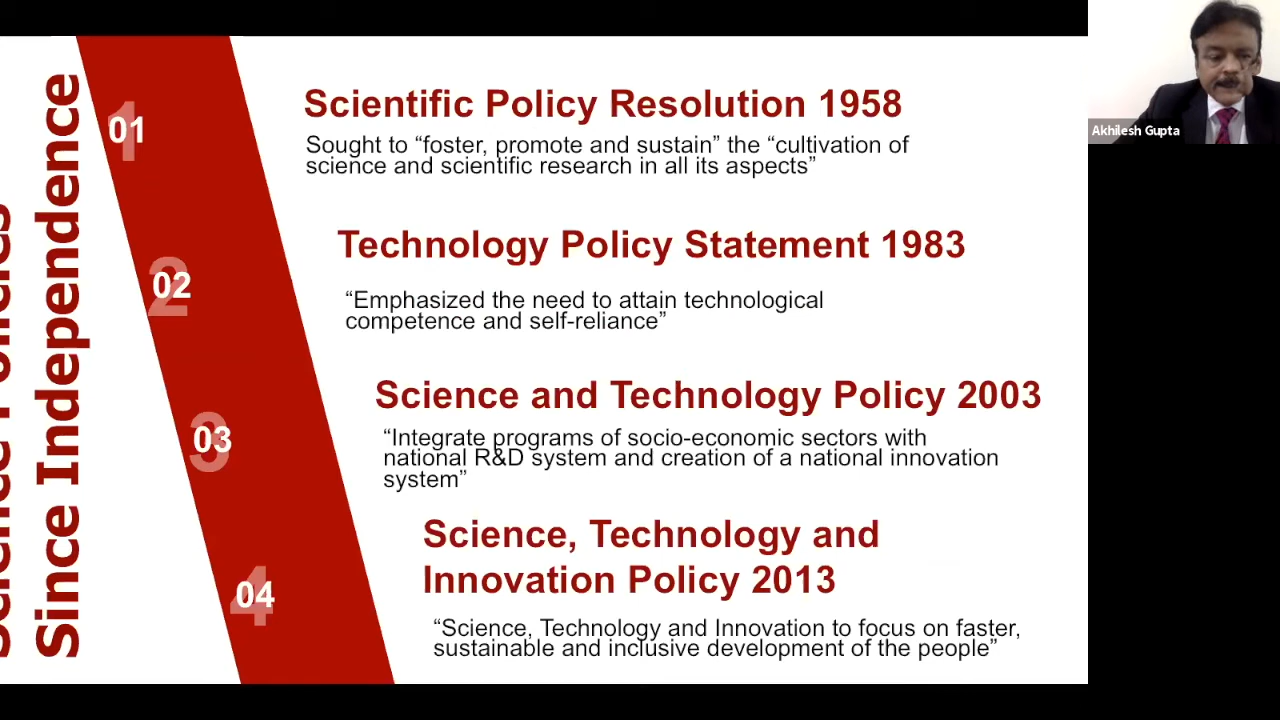 Since Independence
01
Scientific Policy Resolution 1958
Sought to “foster, promote and sustain” the “cultivation of
science and scientific research in all its aspects”
02
Technology Policy Statement 1983
“Emphasized the need to attain technological
competence and self-reliance”
03
Science and Technology Policy 2003
“Integrate programs of socio-economic sectors with
national R&D system and creation of a national innovation
system”
04
Science, Technology and
Innovation Policy 2013
“Science, Technology and Innovation to focus on faster,
sustainable and inclusive development of the people”
Akhilesh Gupta